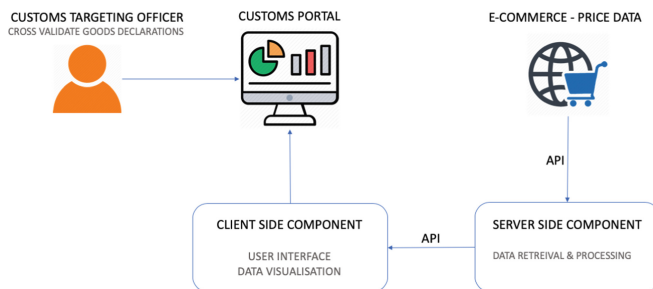 CUSTOMS TARGETING OFFICER
CROSS VALIDATE GOODS DECLARATIONS
CUSTOMS PORTAL
E-COMMERCE - PRICE DATA
API
CLIENT SIDE COMPONENT
USER INTERFACE
DATA VISUALISATION
API
SERVER SIDE COMPONENT
DATA RETREIVAL & PROCESSING